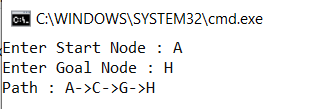 C:\WINDOWS\SYSTEM32\cmd.exe
Enter Start Node : A
Enter Goal Node : H
Path : A->C->G->H